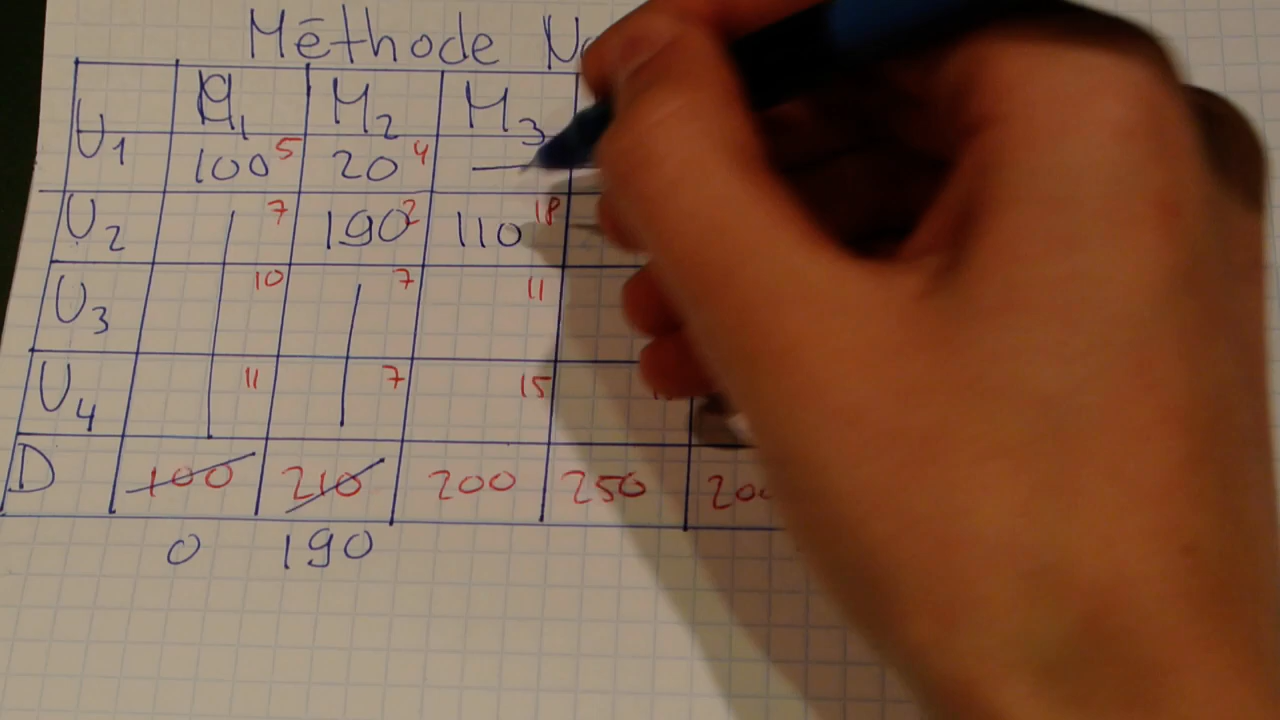 Méthode
M1 M2 M3
U1 100 5 20 4 —
U2 7 190 2 110 18
U3 10 7 11
U4 11 7 15
D 100 210 200 250
0 190